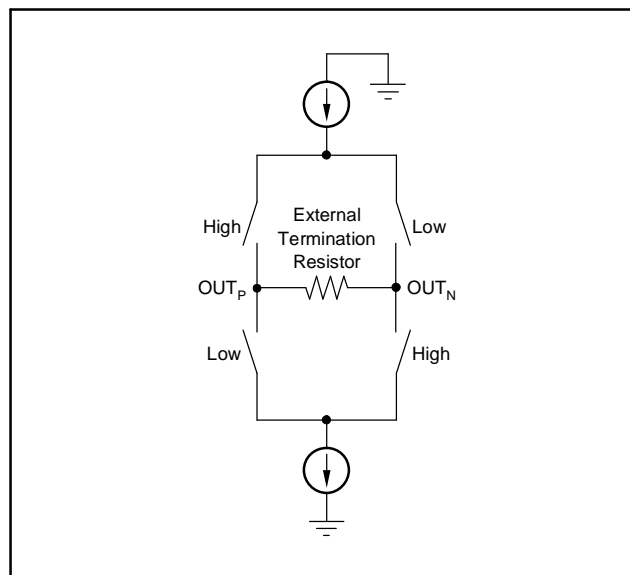 External
Termination
Resistor
High
Low
OUTP
OUTN
Low
High